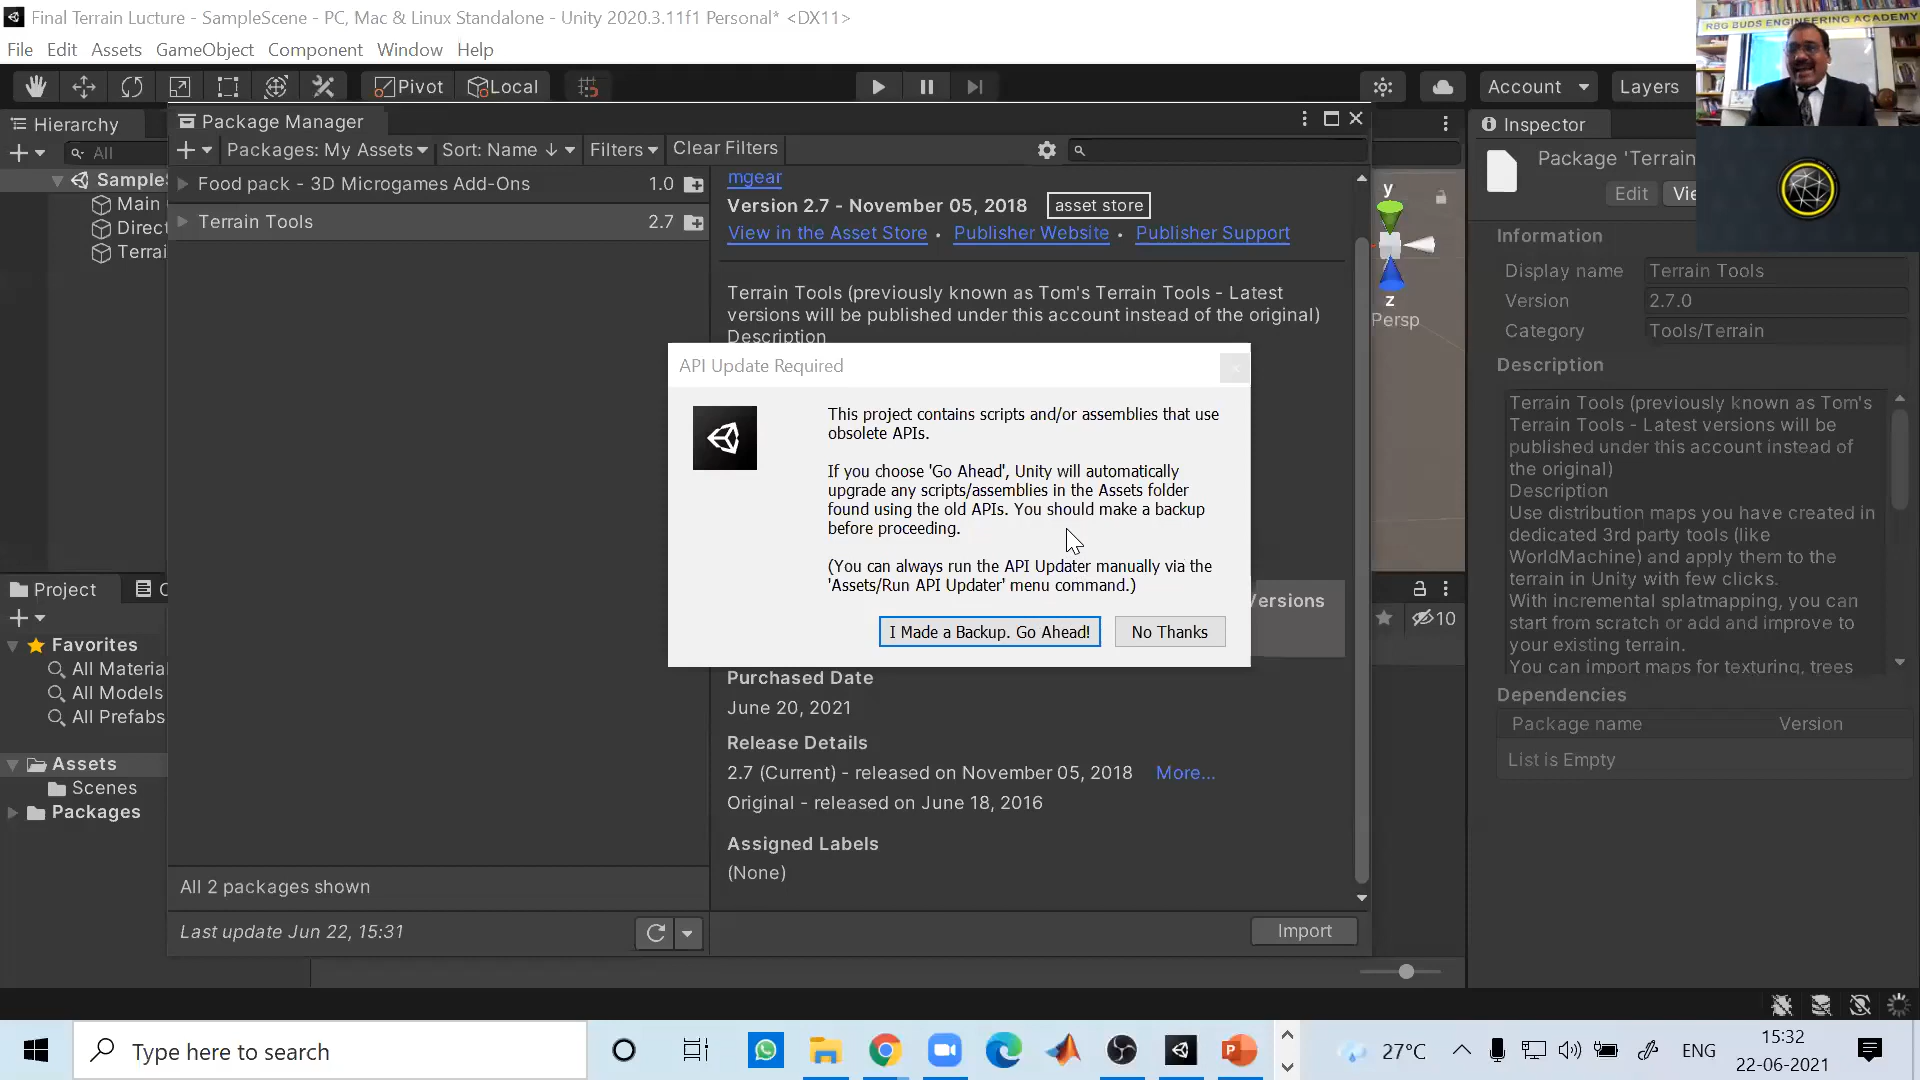 Final Terrain Lucture - SampleScene - PC, Mac & Linux Standalone - Unity 2020.3.11f1 Personal* <DX11>
RBG BUDS ENGINEERING ACADEMY
File Edit Assets GameObject Component Window Help
Pivot Local Account Layers
Hierarchy
Package Manager
Inspector
All
Packages: My Assets Sort: Name ↓ Filters Clear Filters
Package 'Terrain
Edit Vie
SampleS
Main
Direct
Terrai
Food pack - 3D Microgames Add-Ons 1.0
Terrain Tools 2.7
mgear
Version 2.7 - November 05, 2018 asset store
View in the Asset Store • Publisher Website • Publisher Support
Terrain Tools (previously known as Tom's Terrain Tools - Latest
versions will be published under this account instead of the original)
Description
y
z
Persp
Information
Display name Terrain Tools
Version 2.7.0
Category Tools/Terrain
Description
Terrain Tools (previously known as Tom's
Terrain Tools - Latest versions will be
published under this account instead of
the original)
Description
Use distribution maps you have created in
dedicated 3rd party tools (like
WorldMachine) and apply them to the
terrain in Unity with few clicks.
With incremental splatmapping, you can
start from scratch or add and improve to
your existing terrain.
You can import maps for texturing, trees
Dependencies
Package name Version
List is Empty
API Update Required
This project contains scripts and/or assemblies that use
obsolete APIs.
If you choose 'Go Ahead', Unity will automatically
upgrade any scripts/assemblies in the Assets folder
found using the old APIs. You should make a backup
before proceeding.
(You can always run the API Updater manually via the
'Assets/Run API Updater' menu command.)
I Made a Backup. Go Ahead! No Thanks
Versions
10
Project C
Favorites
All Materia
All Models
All Prefabs
Assets
Scenes
Packages
Purchased Date
June 20, 2021
Release Details
2.7 (Current) - released on November 05, 2018 More...
Original - released on June 18, 2016
Assigned Labels
(None)
All 2 packages shown
Last update Jun 22, 15:31
Import
Type here to search
27°C
ENG
15:32
22-06-2021